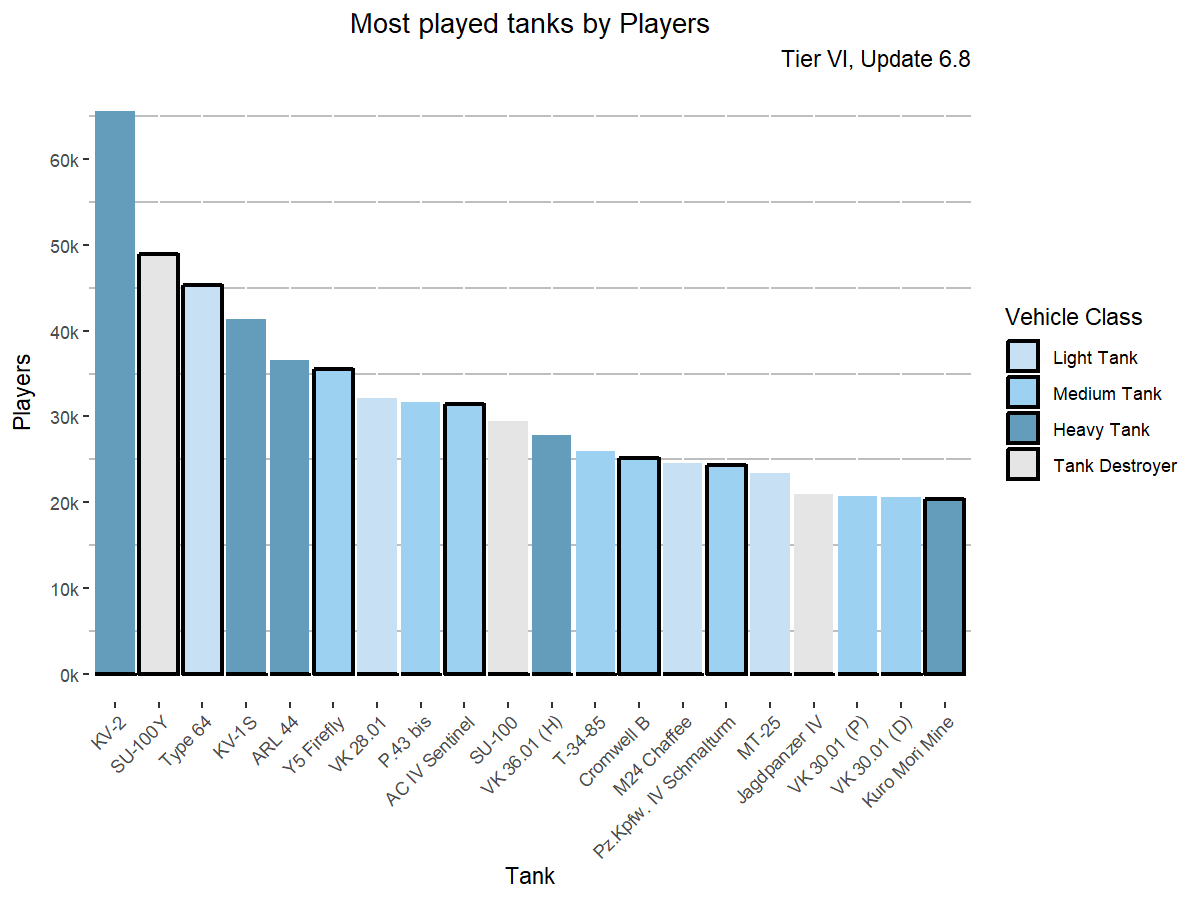 Most played tanks by Players
Tier VI, Update 6.8
Players
60k
50k
40k
30k
20k
10k
0k
KV-2
SU-100Y
Type 64
KV-1S
ARL 44
Y5 Firefly
VK 28.01
P.43 bis
AC IV Sentinel
SU-100
VK 36.01 (H)
T-34-85
Cromwell B
M24 Chaffee
Pz.Kpfw. IV Schmalturm
MT-25
Jagdpanzer IV
VK 30.01 (P)
VK 30.01 (D)
Kuro Mori Mine
Tank
Vehicle Class
Light Tank
Medium Tank
Heavy Tank
Tank Destroyer